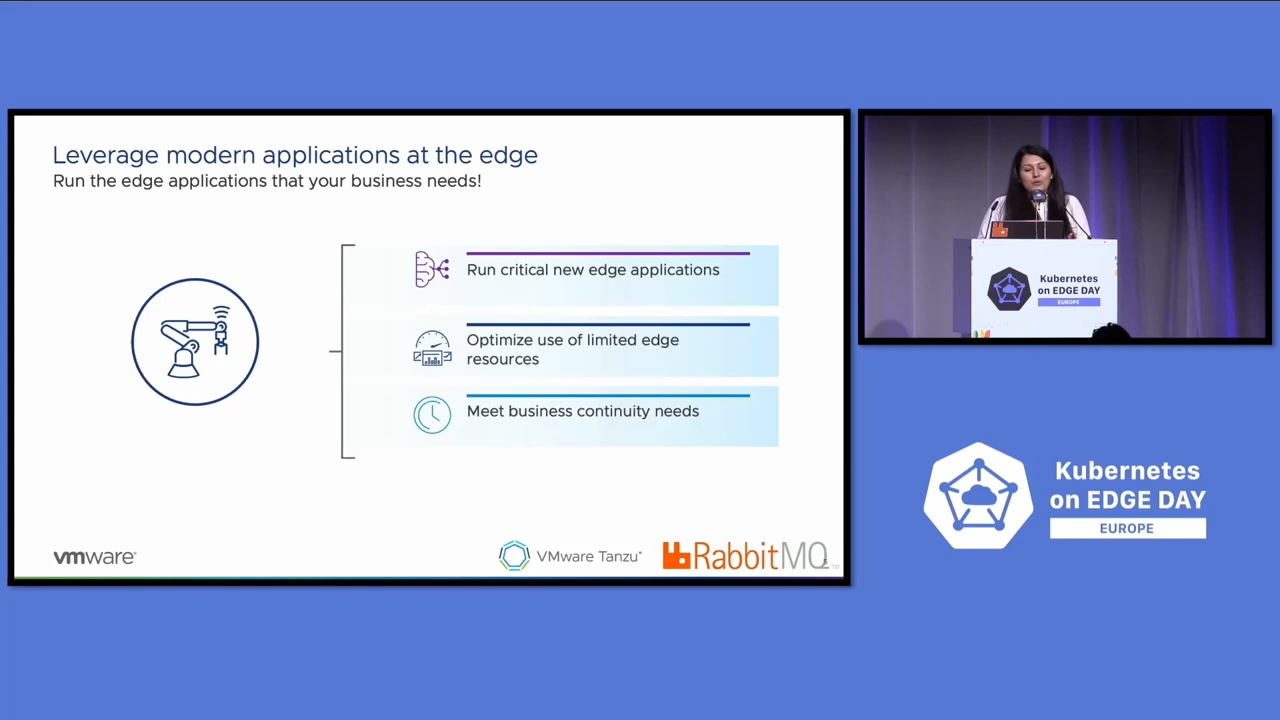 Leverage modern applications at the edge
Run the edge applications that your business needs!
Run critical new edge applications
Optimize use of limited edge
resources
Meet business continuity needs
vmware®
VMware Tanzu®
RabbitMQ™
5
Kubernetes
on EDGE DAY
EUROPE
Kubernetes
on EDGE DAY
EUROPE